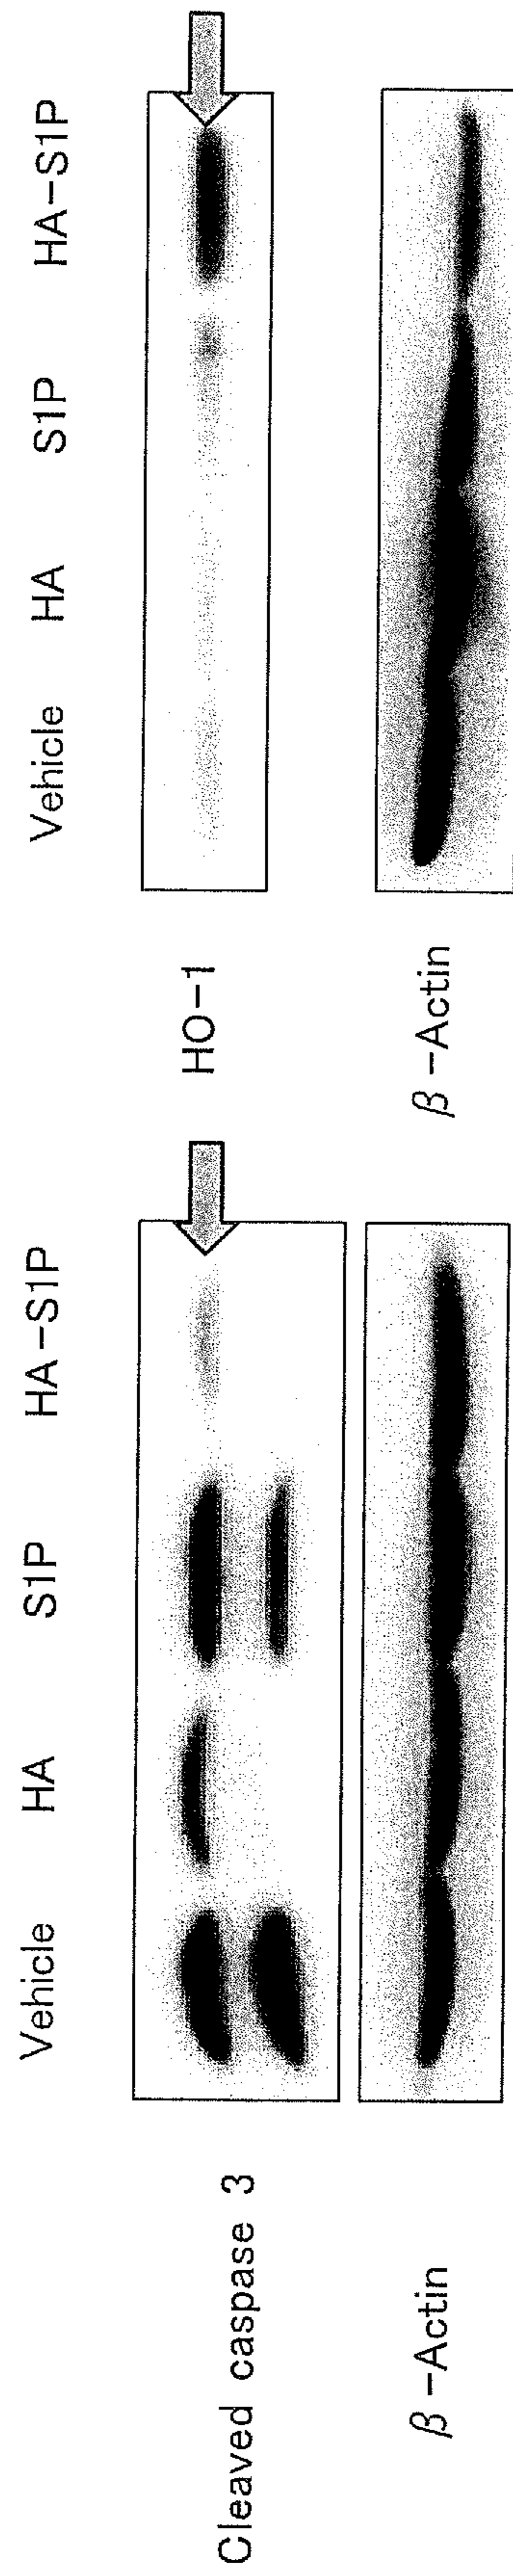 Vehicle HA S1P HA-S1P
Cleaved caspase 3
β-Actin
Vehicle HA S1P HA-S1P
HO-1
β-Actin